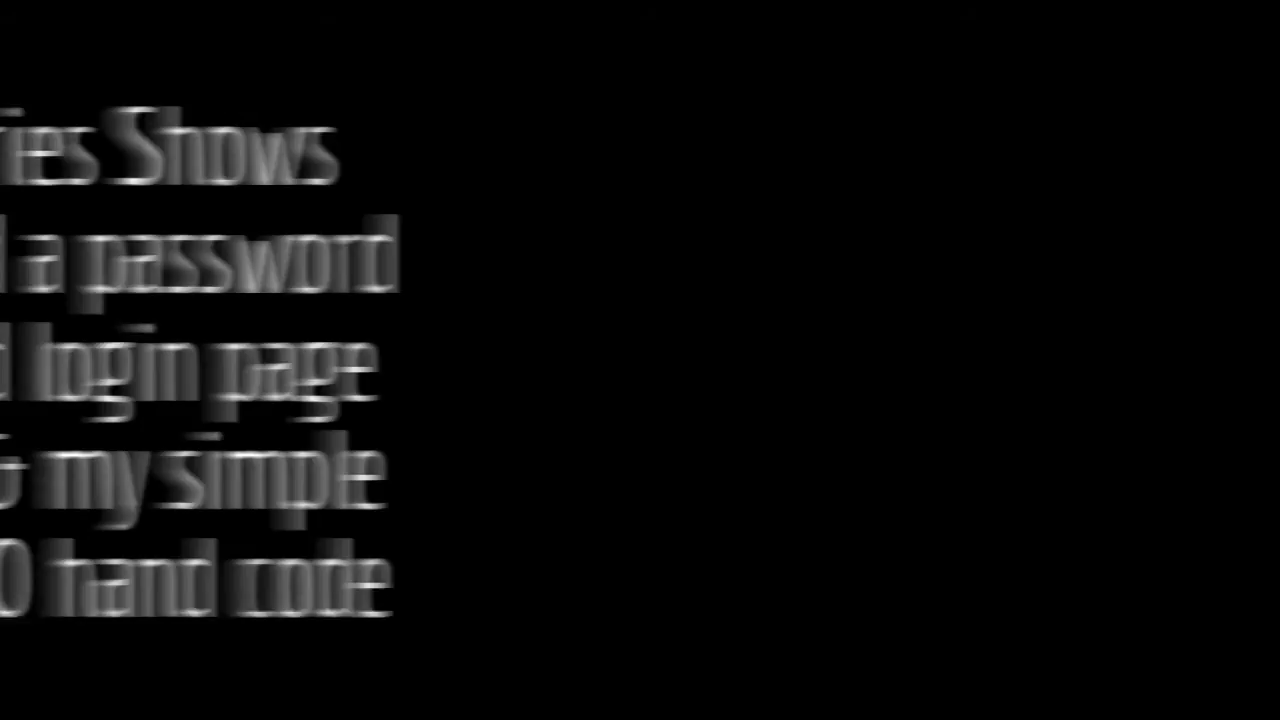 ies Shows
a password
login page
my simple
0 hand code